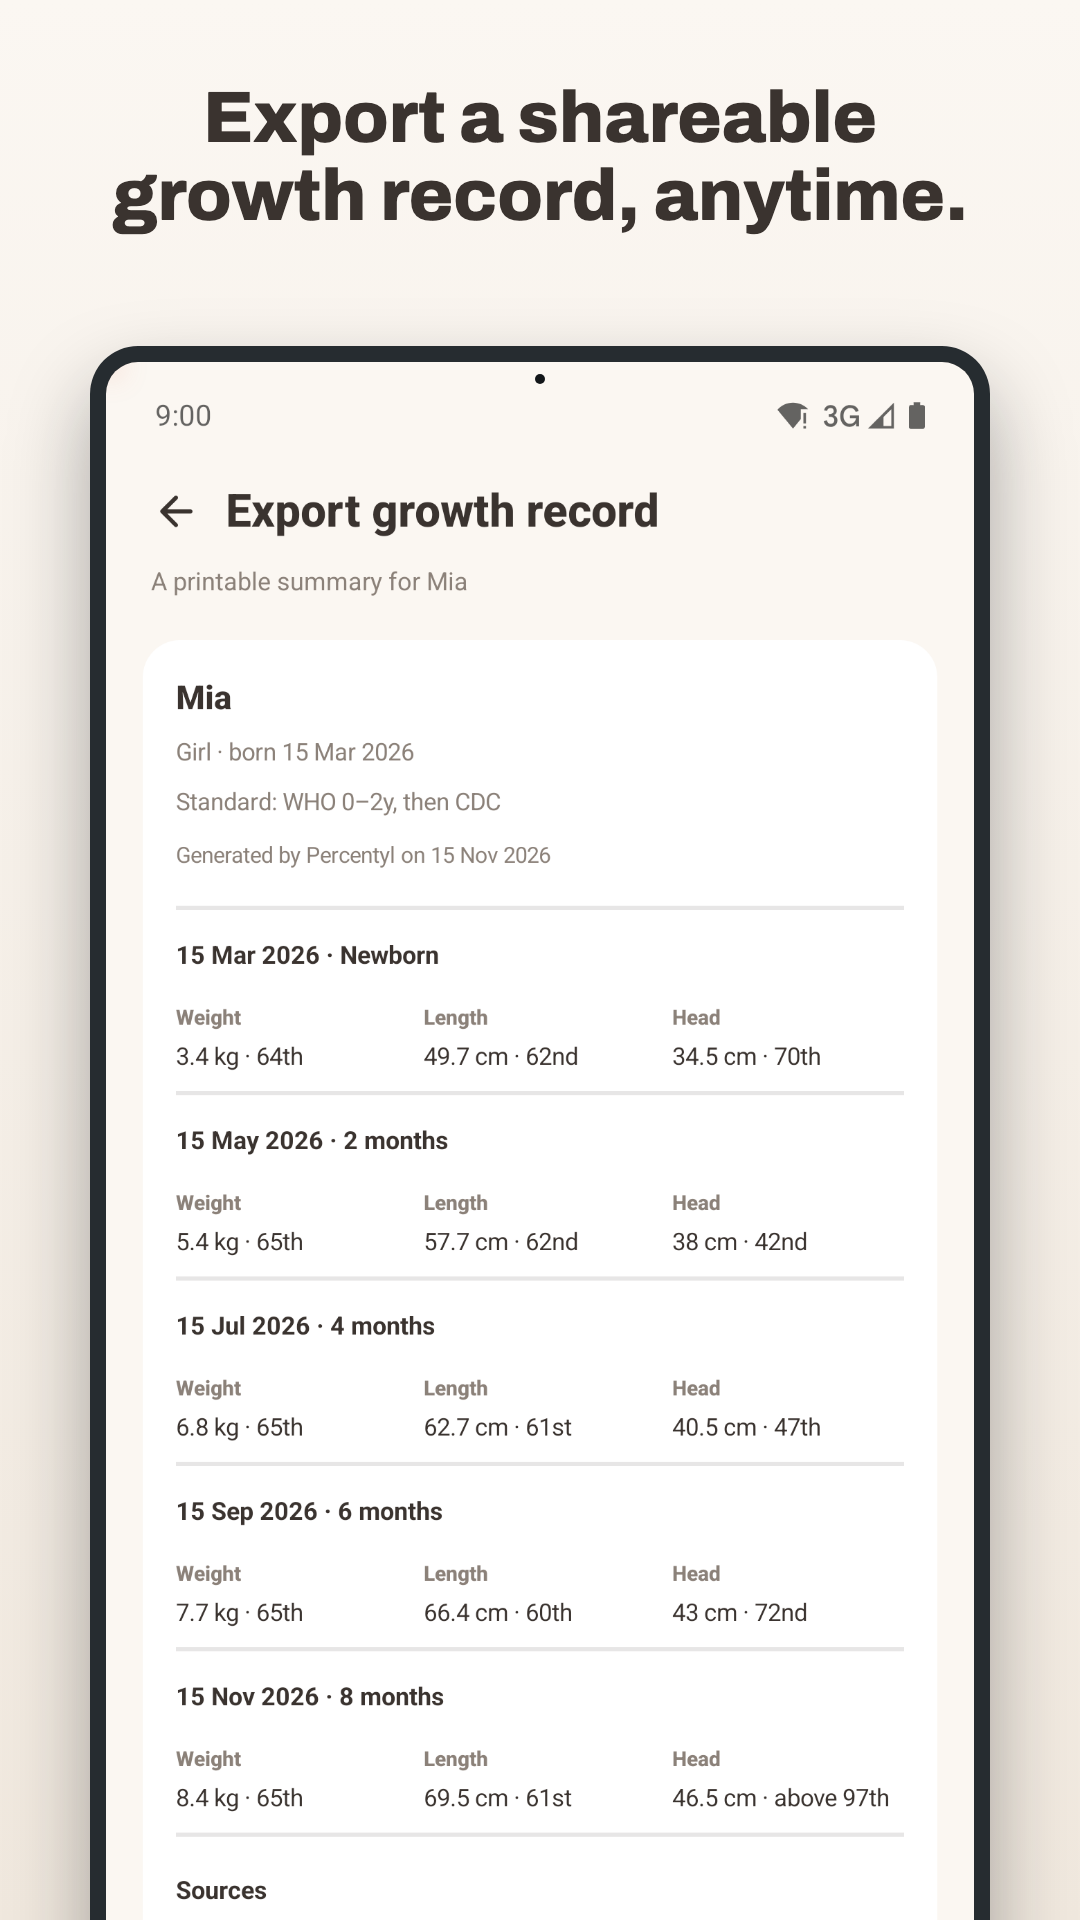 Export a shareable
growth record, anytime.
9:00
3G
Export growth record
A printable summary for Mia
Mia
Girl · born 15 Mar 2026
Standard: WHO 0–2y, then CDC
Generated by Percentyl on 15 Nov 2026
15 Mar 2026 · Newborn
Weight Length Head
3.4 kg · 64th 49.7 cm · 62nd 34.5 cm · 70th
15 May 2026 · 2 months
Weight Length Head
5.4 kg · 65th 57.7 cm · 62nd 38 cm · 42nd
15 Jul 2026 · 4 months
Weight Length Head
6.8 kg · 65th 62.7 cm · 61st 40.5 cm · 47th
15 Sep 2026 · 6 months
Weight Length Head
7.7 kg · 65th 66.4 cm · 60th 43 cm · 72nd
15 Nov 2026 · 8 months
Weight Length Head
8.4 kg · 65th 69.5 cm · 61st 46.5 cm · above 97th
Sources